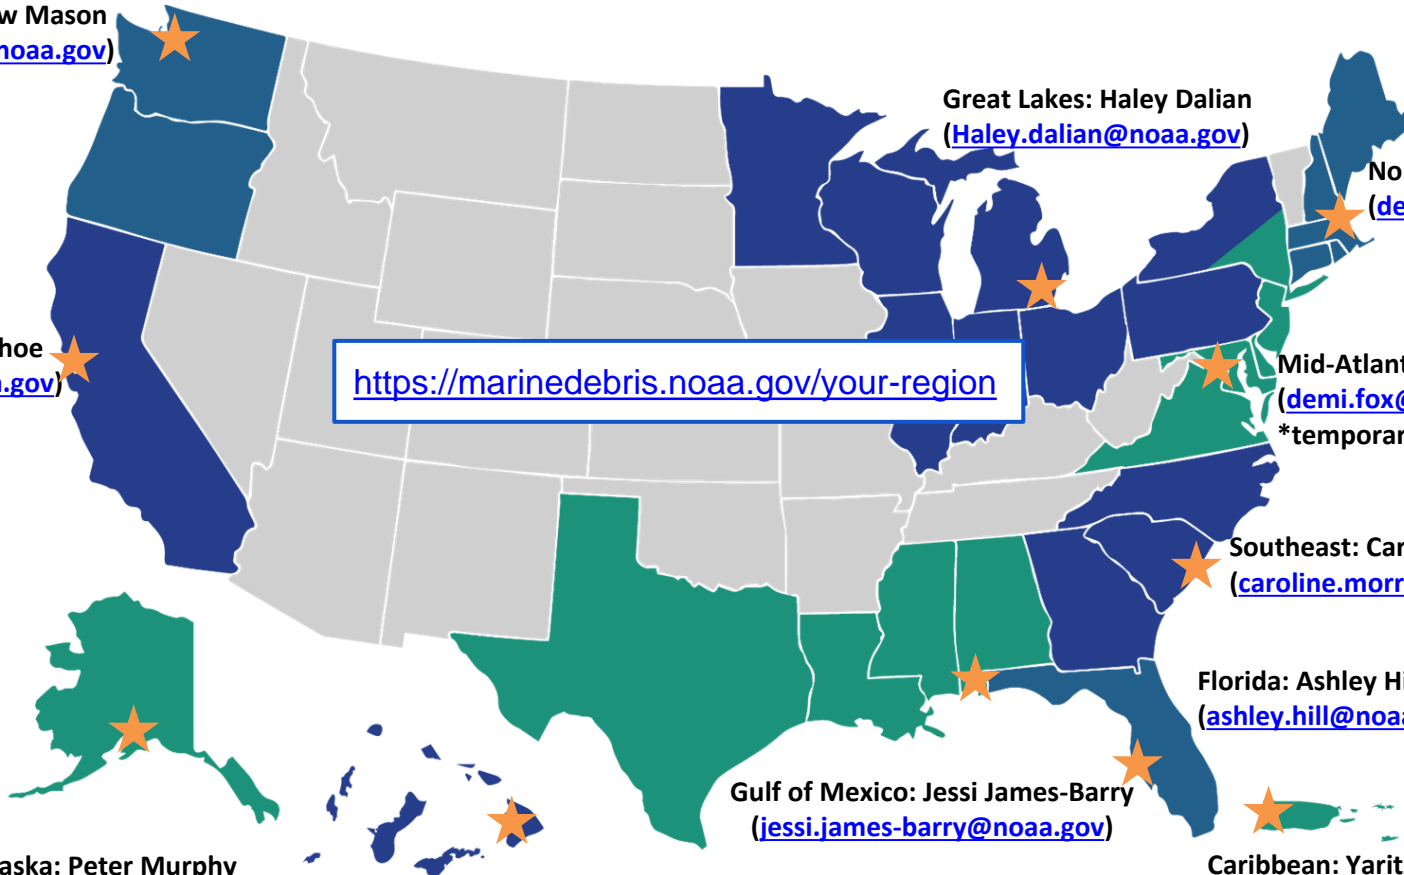 w Mason
noaa.gov)
Great Lakes: Haley Dalian
(Haley.dalian@noaa.gov)
No
(de
hoe
a.gov)
https://marinedebris.noaa.gov/your-region
Mid-Atlant
(demi.fox@
*temporar
Southeast: Car
(caroline.morr
Florida: Ashley Hi
(ashley.hill@noaa
Gulf of Mexico: Jessi James-Barry
(jessi.james-barry@noaa.gov)
aska: Peter Murphy
Caribbean: Yarit